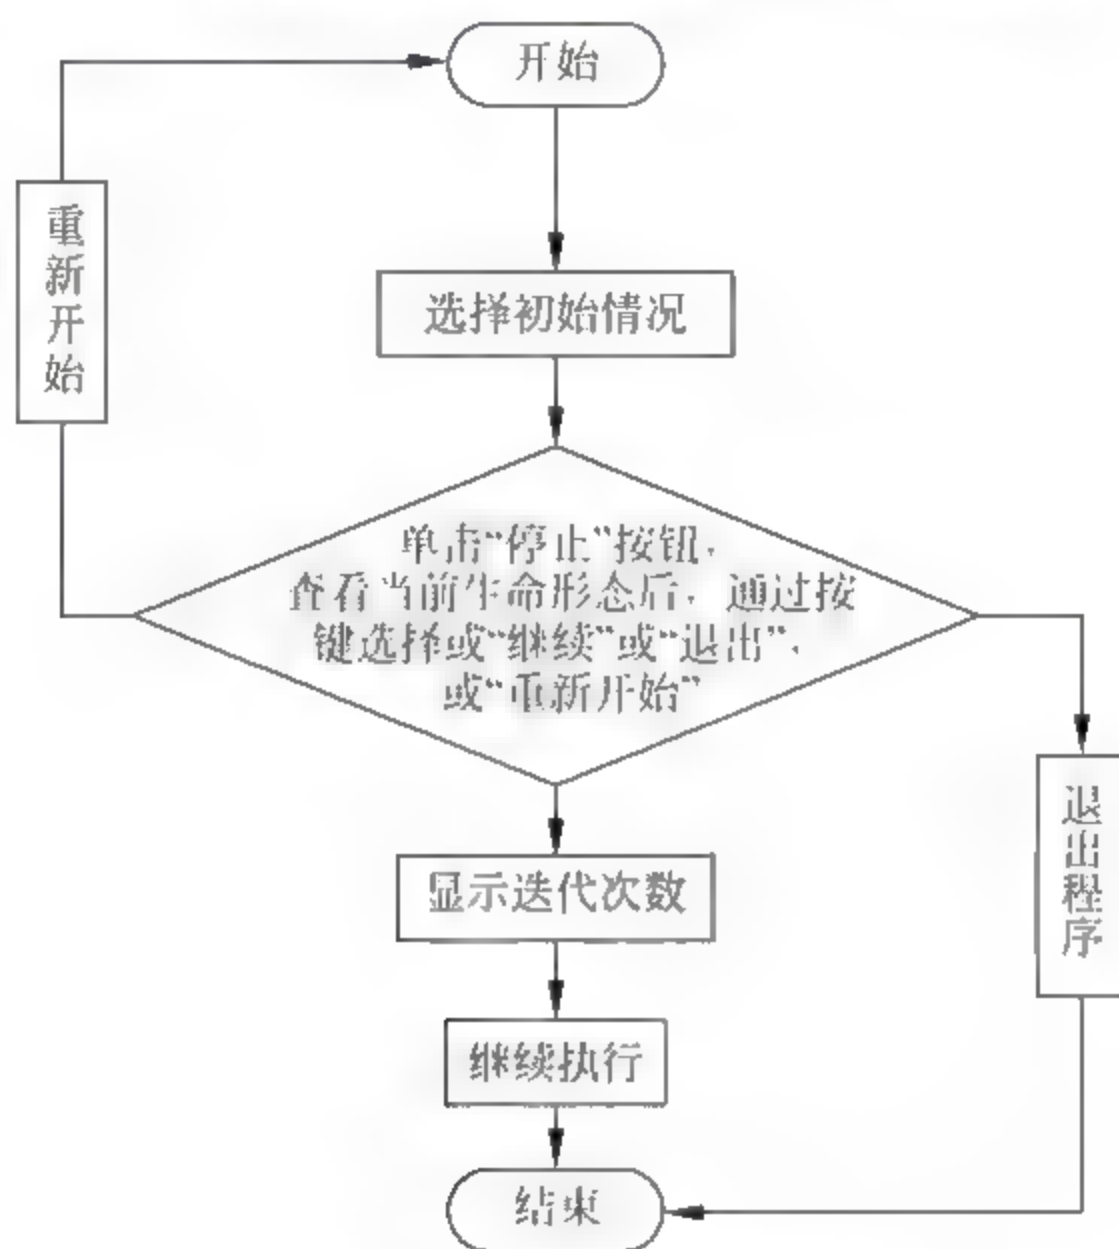 开始
重新开始
选择初始情况
单击“停止”按钮,
查看当前生命形态后, 通过按
键选择或“继续”或“退出”,
或“重新开始”
退出程序
显示迭代次数
继续执行
结束